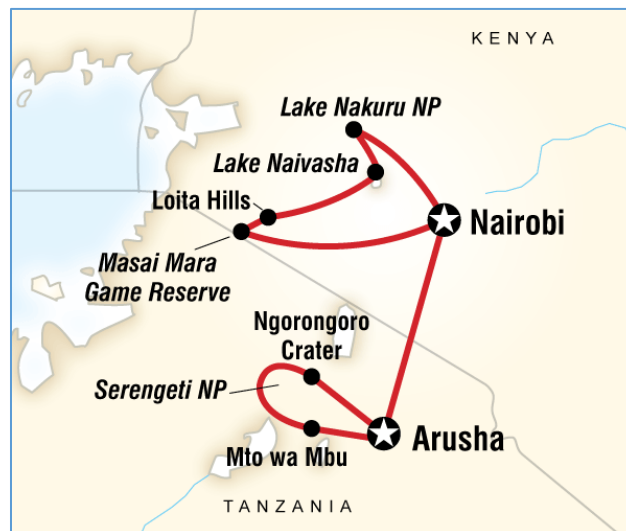 KENYA
Lake Nakuru NP
Lake Naivasha
Loita Hills
Nairobi
Masai Mara
Game Reserve
Ngorongoro
Crater
Serengeti NP
Arusha
Mto wa Mbu
TANZANIA